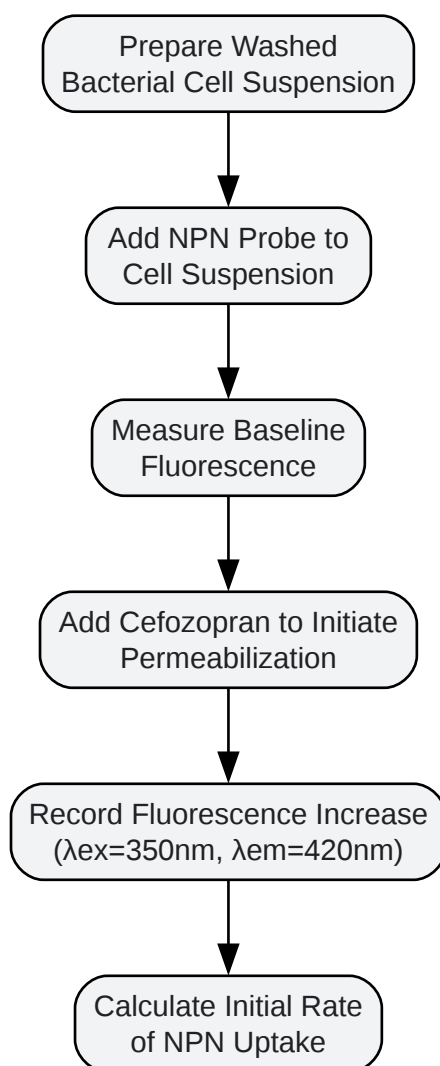 Prepare Washed
Bacterial Cell Suspension
Add NPN Probe to
Cell Suspension
Measure Baseline
Fluorescence
Add Cefozopran to Initiate
Permeabilization
Record Fluorescence Increase
(λex=350nm, λem=420nm)
Calculate Initial Rate
of NPN Uptake